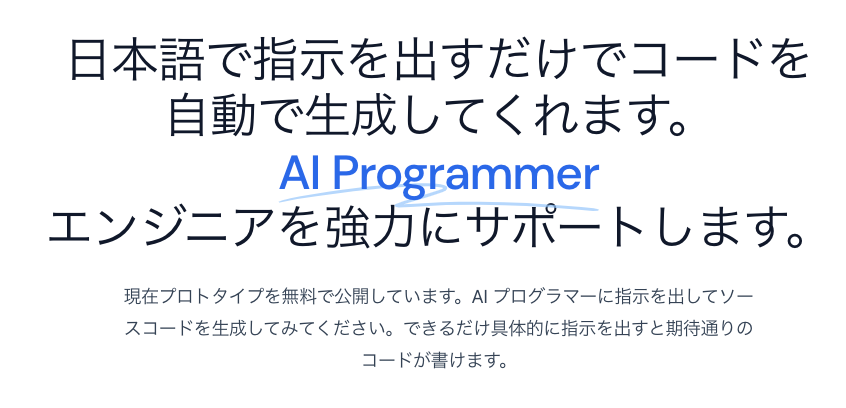 日本語で指示を出すだけでコードを
自動で生成してくれます。
AI Programmer
エンジニアを強力にサポートします。
現在プロトタイプを無料で公開しています。AI プログラマーに指示を出してソー
スコードを生成してみてください。できるだけ具体的に指示を出すと期待通りの
コードが書けます。